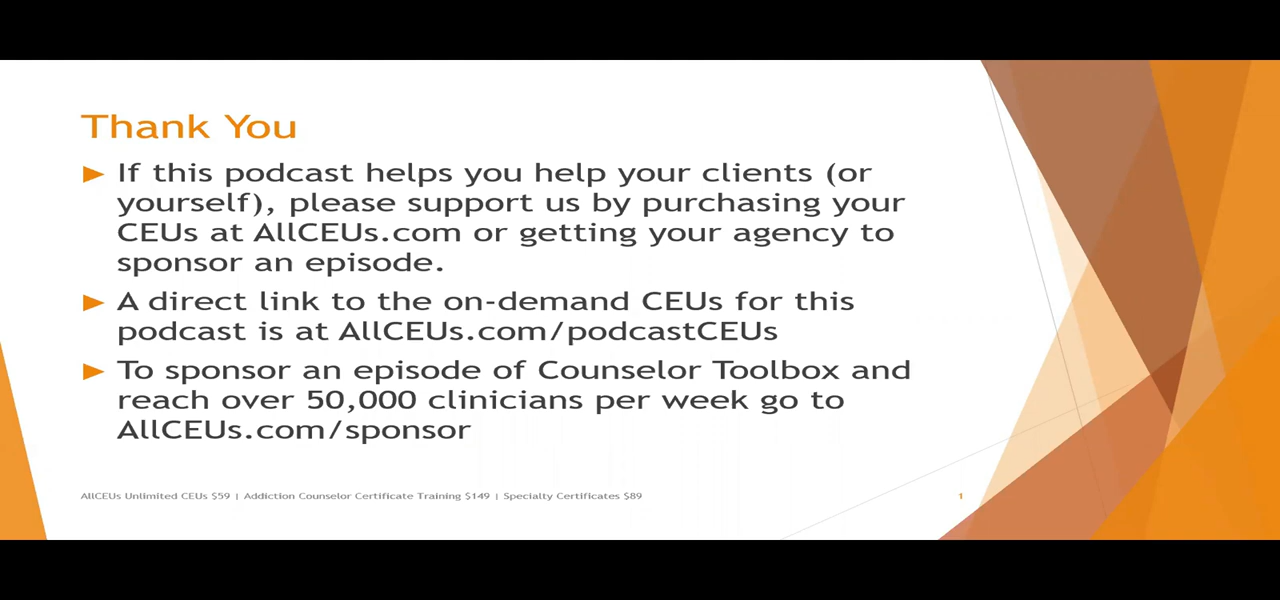 Thank You
If this podcast helps you help your clients (or
yourself), please support us by purchasing your
CEUs at AllCEUs.com or getting your agency to
sponsor an episode.
A direct link to the on-demand CEUs for this
podcast is at AllCEUs.com/podcastCEUs
To sponsor an episode of Counselor Toolbox and
reach over 50,000 clinicians per week go to
AllCEUs.com/sponsor
AllCEUs Unlimited CEUs $59 | Addiction Counselor Certificate Training $149 | Specialty Certificates $89
1